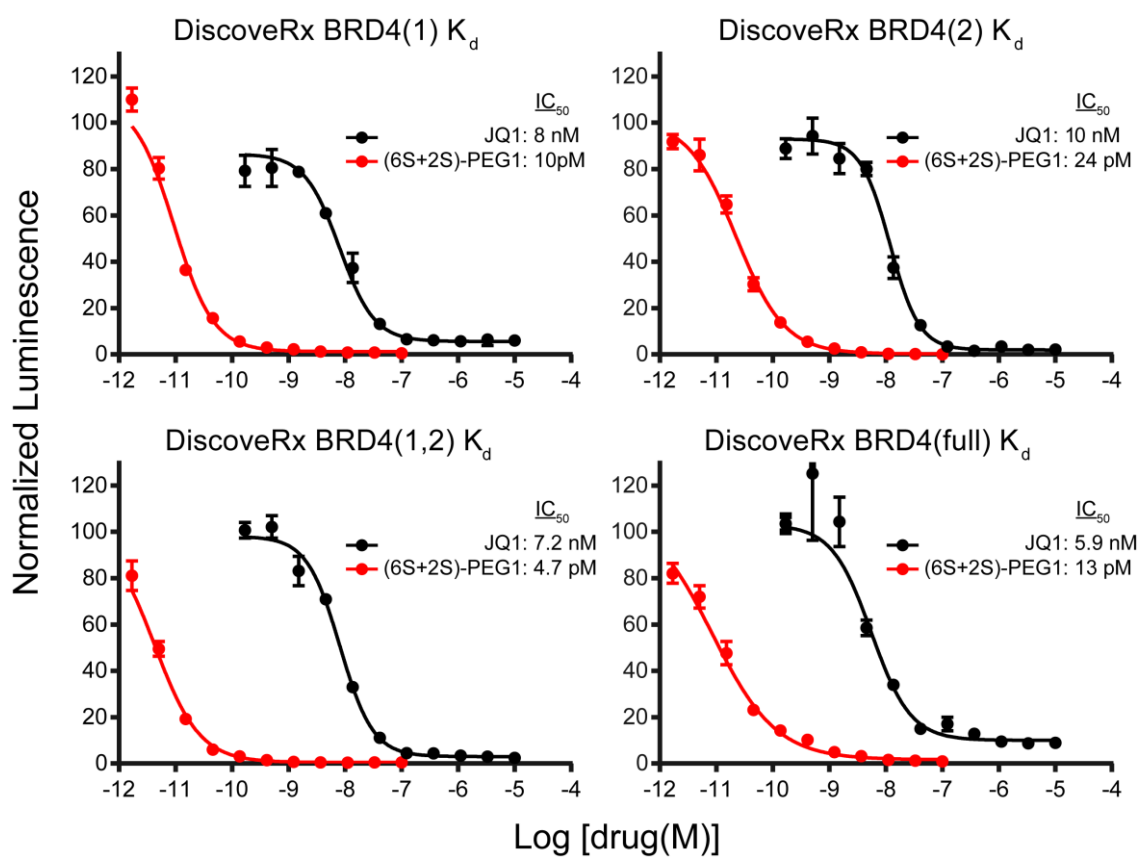 DiscoveRx BRD4(1) Kd
120
100
80
60
40
20
0
IC50
JQ1: 8 nM
(6S+2S)-PEG1: 10pM
-12 -11 -10 -9 -8 -7 -6 -5 -4
DiscoveRx BRD4(2) Kd
120
100
80
60
40
20
0
IC50
JQ1: 10 nM
(6S+2S)-PEG1: 24 pM
-12 -11 -10 -9 -8 -7 -6 -5 -4
Normalized Luminescence
DiscoveRx BRD4(1,2) Kd
120
100
80
60
40
20
0
IC50
JQ1: 7.2 nM
(6S+2S)-PEG1: 4.7 pM
-12 -11 -10 -9 -8 -7 -6 -5 -4
DiscoveRx BRD4(full) Kd
120
100
80
60
40
20
0
IC50
JQ1: 5.9 nM
(6S+2S)-PEG1: 13 pM
-12 -11 -10 -9 -8 -7 -6 -5 -4
Log [drug(M)]